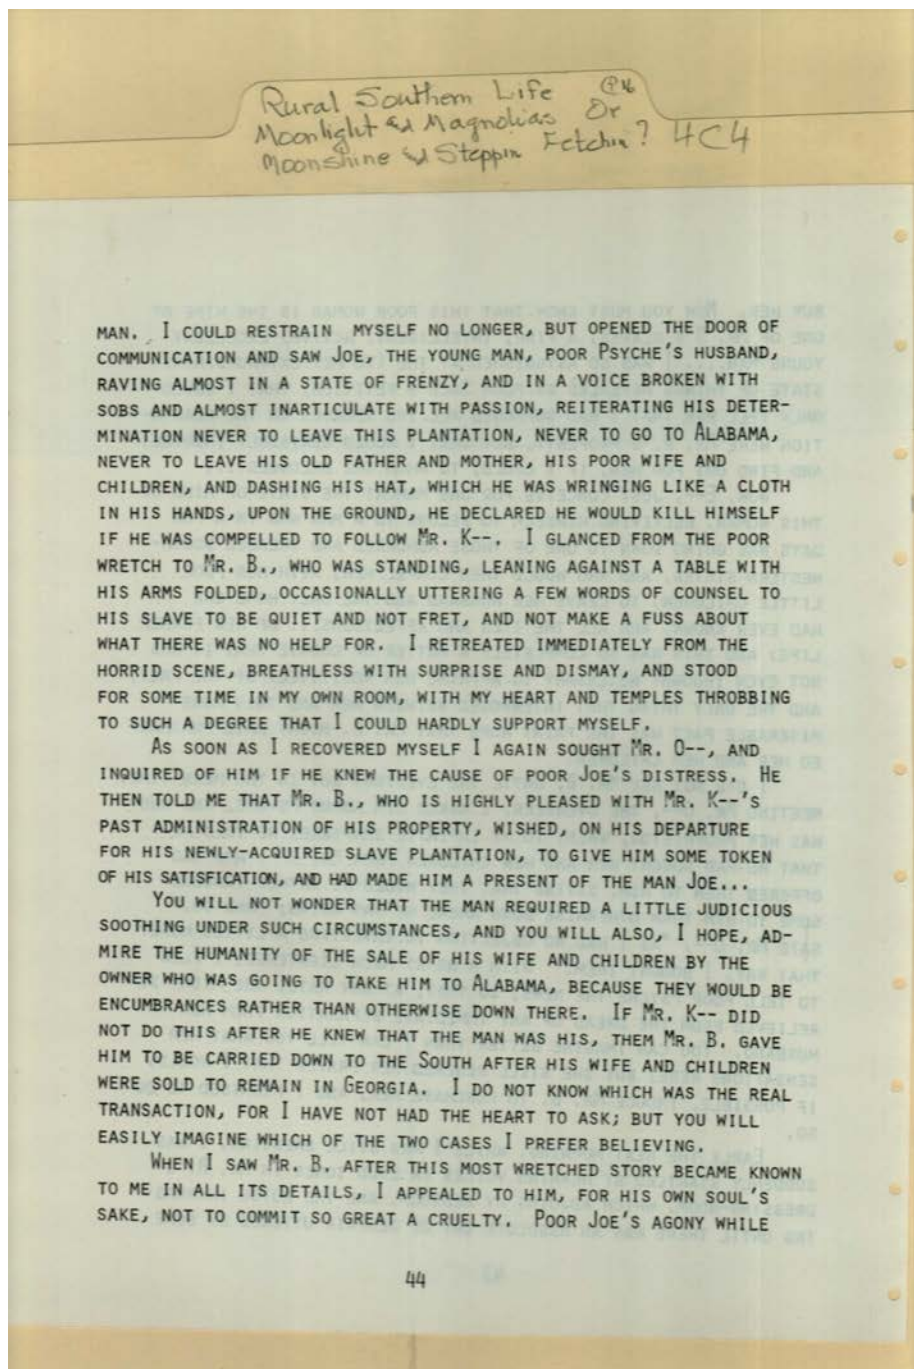 Rural Southern Life
Moonlight & Magnolias Or
Moonshine & Steppin Fetchin? 4C4
MAN. I COULD RESTRAIN MYSELF NO LONGER, BUT OPENED THE DOOR OF
COMMUNICATION AND SAW JOE, THE YOUNG MAN, POOR PSYCHE'S HUSBAND,
RAVING ALMOST IN A STATE OF FRENZY, AND IN A VOICE BROKEN WITH
SOBS AND ALMOST INARTICULATE WITH PASSION, REITERATING HIS DETER-
MINATION NEVER TO LEAVE THIS PLANTATION, NEVER TO GO TO ALABAMA,
NEVER TO LEAVE HIS OLD FATHER AND MOTHER, HIS POOR WIFE AND
CHILDREN, AND DASHING HIS HAT, WHICH HE WAS WRINGING LIKE A CLOTH
IN HIS HANDS, UPON THE GROUND, HE DECLARED HE WOULD KILL HIMSELF
IF HE WAS COMPELLED TO FOLLOW MR. K--. I GLANCED FROM THE POOR
WRETCH TO MR. B., WHO WAS STANDING, LEANING AGAINST A TABLE WITH
HIS ARMS FOLDED, OCCASIONALLY UTTERING A FEW WORDS OF COUNSEL TO
HIS SLAVE TO BE QUIET AND NOT FRET, AND NOT MAKE A FUSS ABOUT
WHAT THERE WAS NO HELP FOR. I RETREATED IMMEDIATELY FROM THE
HORRID SCENE, BREATHLESS WITH SURPRISE AND DISMAY, AND STOOD
FOR SOME TIME IN MY OWN ROOM, WITH MY HEART AND TEMPLES THROBBING
TO SUCH A DEGREE THAT I COULD HARDLY SUPPORT MYSELF.
AS SOON AS I RECOVERED MYSELF I AGAIN SOUGHT MR. O--, AND
INQUIRED OF HIM IF HE KNEW THE CAUSE OF POOR JOE'S DISTRESS. HE
THEN TOLD ME THAT MR. B., WHO IS HIGHLY PLEASED WITH MR. K--'S
PAST ADMINISTRATION OF HIS PROPERTY, WISHED, ON HIS DEPARTURE
FOR HIS NEWLY-ACQUIRED SLAVE PLANTATION, TO GIVE HIM SOME TOKEN
OF HIS SATISFICATION, AND HAD MADE HIM A PRESENT OF THE MAN JOE...
YOU WILL NOT WONDER THAT THE MAN REQUIRED A LITTLE JUDICIOUS
SOOTHING UNDER SUCH CIRCUMSTANCES, AND YOU WILL ALSO, I HOPE, AD-
MIRE THE HUMANITY OF THE SALE OF HIS WIFE AND CHILDREN BY THE
OWNER WHO WAS GOING TO TAKE HIM TO ALABAMA, BECAUSE THEY WOULD BE
ENCUMBRANCES RATHER THAN OTHERWISE DOWN THERE. IF MR. K-- DID
NOT DO THIS AFTER HE KNEW THAT THE MAN WAS HIS, THEM MR. B. GAVE
HIM TO BE CARRIED DOWN TO THE SOUTH AFTER HIS WIFE AND CHILDREN
WERE SOLD TO REMAIN IN GEORGIA. I DO NOT KNOW WHICH WAS THE REAL
TRANSACTION, FOR I HAVE NOT HAD THE HEART TO ASK; BUT YOU WILL
EASILY IMAGINE WHICH OF THE TWO CASES I PREFER BELIEVING.
WHEN I SAW MR. B. AFTER THIS MOST WRETCHED STORY BECAME KNOWN
TO ME IN ALL ITS DETAILS, I APPEALED TO HIM, FOR HIS OWN SOUL'S
SAKE, NOT TO COMMIT SO GREAT A CRUELTY. POOR JOE'S AGONY WHILE
44